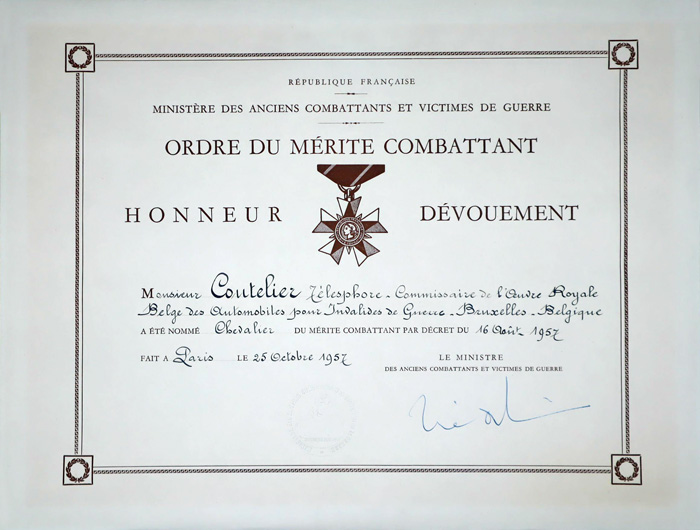 RÉPUBLIQUE FRANÇAISE
MINISTÈRE DES ANCIENS COMBATTANTS ET VICTIMES DE GUERRE
ORDRE DU MÉRITE COMBATTANT
HONNEUR DÉVOUEMENT
Monsieur Coutelier Télesphore - Commissaire de l'Œuvre Royale
Belge des Automobiles pour Invalides de Guerre - Bruxelles - Belgique
A ÉTÉ NOMMÉ Chevalier DU MÉRITE COMBATTANT PAR DÉCRET DU 16 Août 1957
FAIT A Paris LE 25 Octobre 1957
LE MINISTRE
DES ANCIENS COMBATTANTS ET VICTIMES DE GUERRE